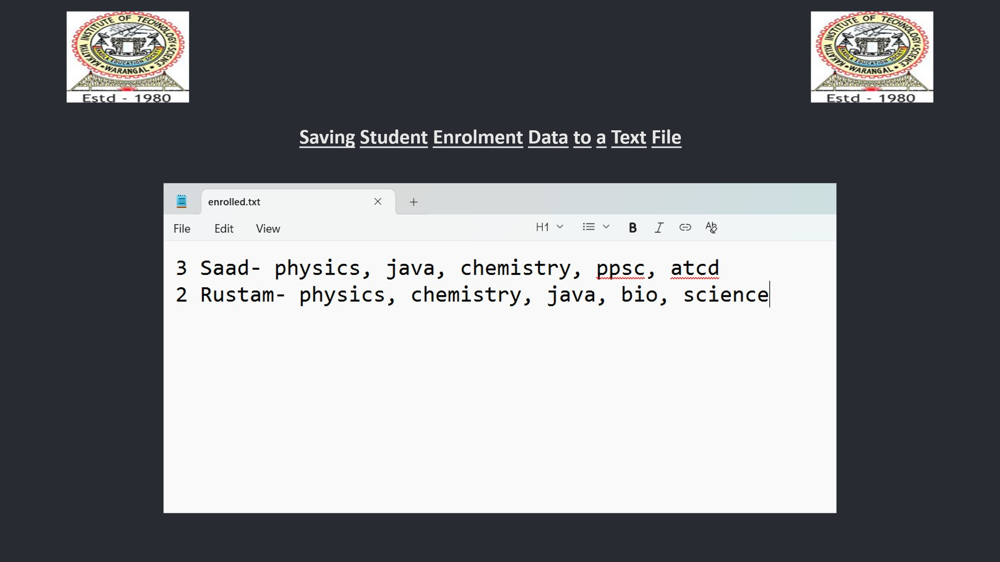 KAKATIYA INSTITUTE OF TECHNOLOGY & SCIENCE
EKASILA EDUCATION SOCIETY
* WARANGAL *
Estd - 1980
KAKATIYA INSTITUTE OF TECHNOLOGY & SCIENCE
EKASILA EDUCATION SOCIETY
* WARANGAL *
Estd - 1980
Saving Student Enrolment Data to a Text File
enrolled.txt
File Edit View H1 B I Ab
3 Saad- physics, java, chemistry, ppsc, atcd
2 Rustam- physics, chemistry, java, bio, science